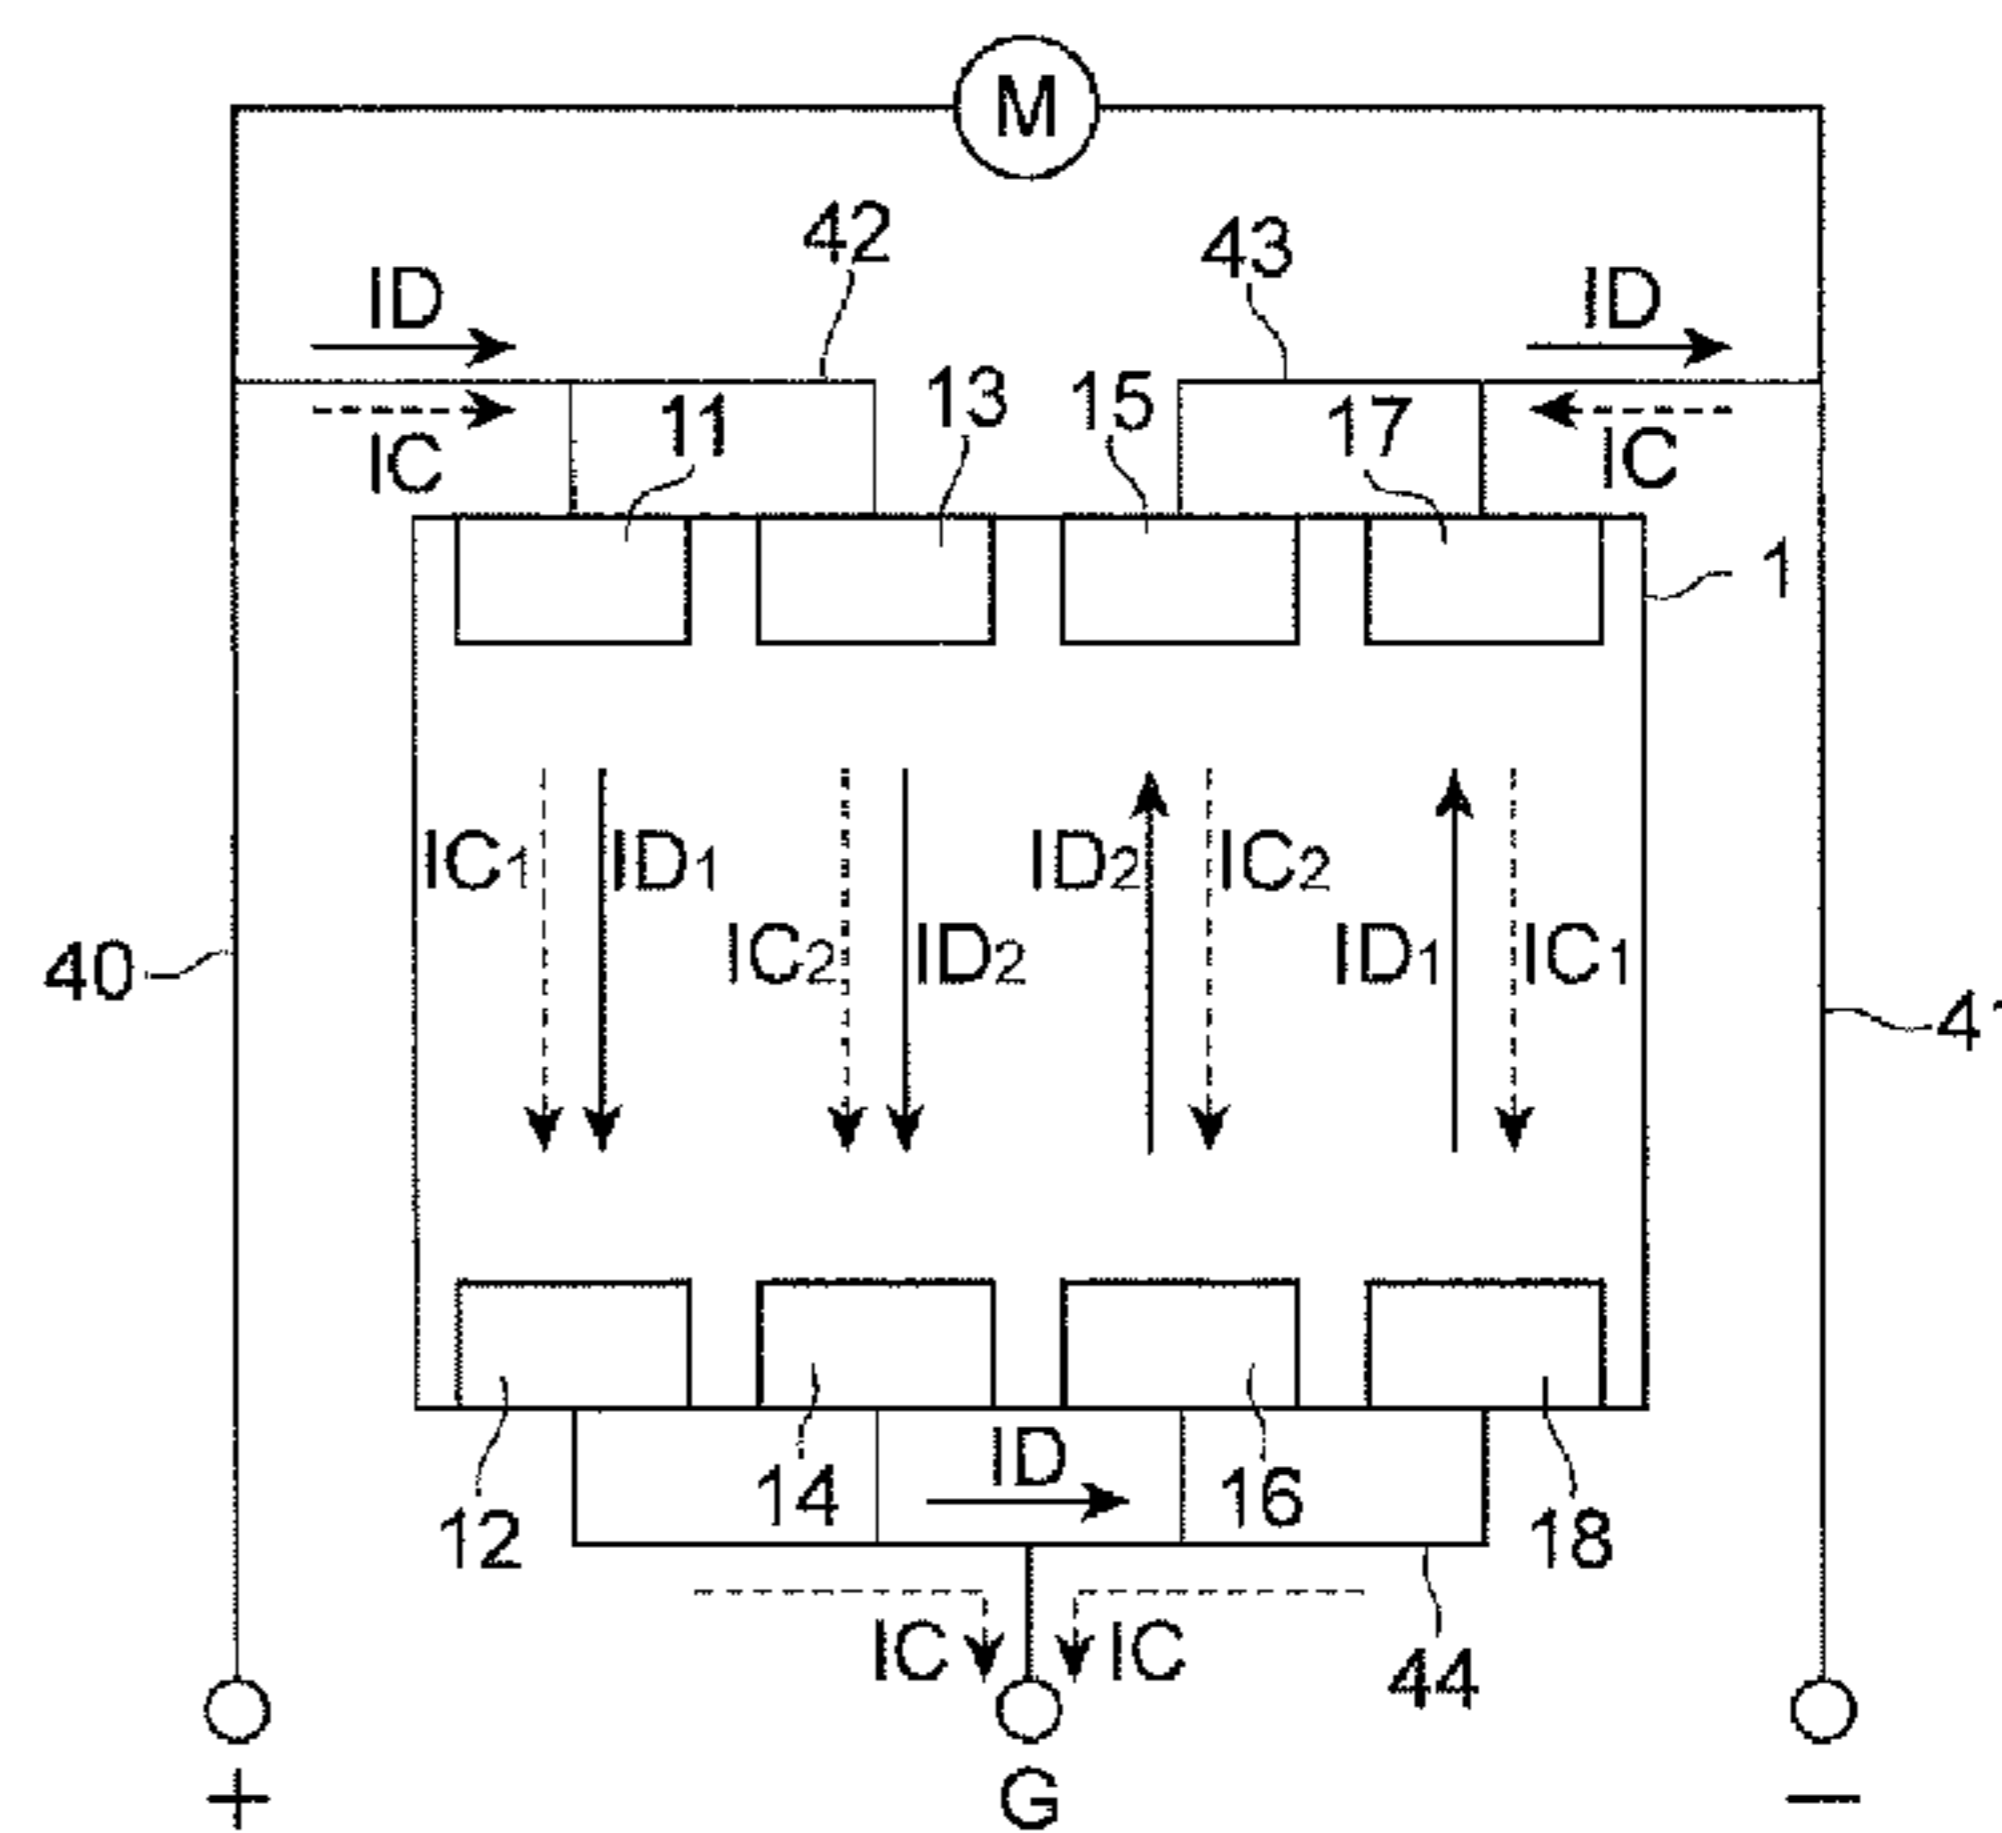 M
42 43
ID ID
11 13 15 17
IC IC
1
IC1 ID1 ID2 IC2
IC2 ID2 ID1 IC1
40 41
ID
12 14 16 18
IC IC 44
+ G −